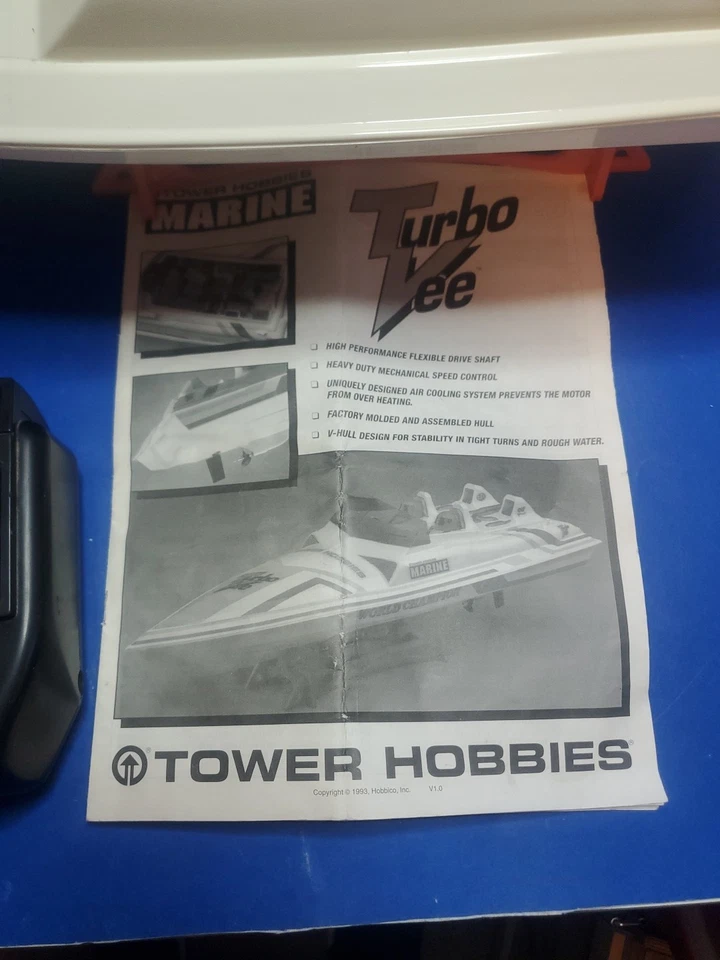 TOWER HOBBIES
MARINE
Turbo
Vee™
HIGH PERFORMANCE FLEXIBLE DRIVE SHAFT
HEAVY DUTY MECHANICAL SPEED CONTROL
UNIQUELY DESIGNED AIR COOLING SYSTEM PREVENTS THE MOTOR
FROM OVER HEATING.
FACTORY MOLDED AND ASSEMBLED HULL
V-HULL DESIGN FOR STABILITY IN TIGHT TURNS AND ROUGH WATER.
MARINE
WORLD CHAMPION
TOWER HOBBIES®
Copyright © 1993, Hobbico, Inc. V1.0